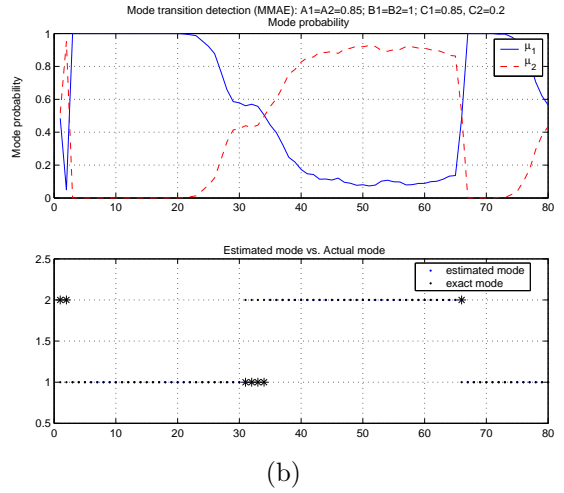 Mode transition detection (MMAE): A1=A2=0.85; B1=B2=1; C1=0.85, C2=0.2
Mode probability
1
0.8
0.6
0.4
0.2
0
Mode probability
μ1
μ2
0 10 20 30 40 50 60 70 80
Estimated mode vs. Actual mode
2.5
2
1.5
1
0.5
estimated mode
exact mode
0 10 20 30 40 50 60 70 80
(b)